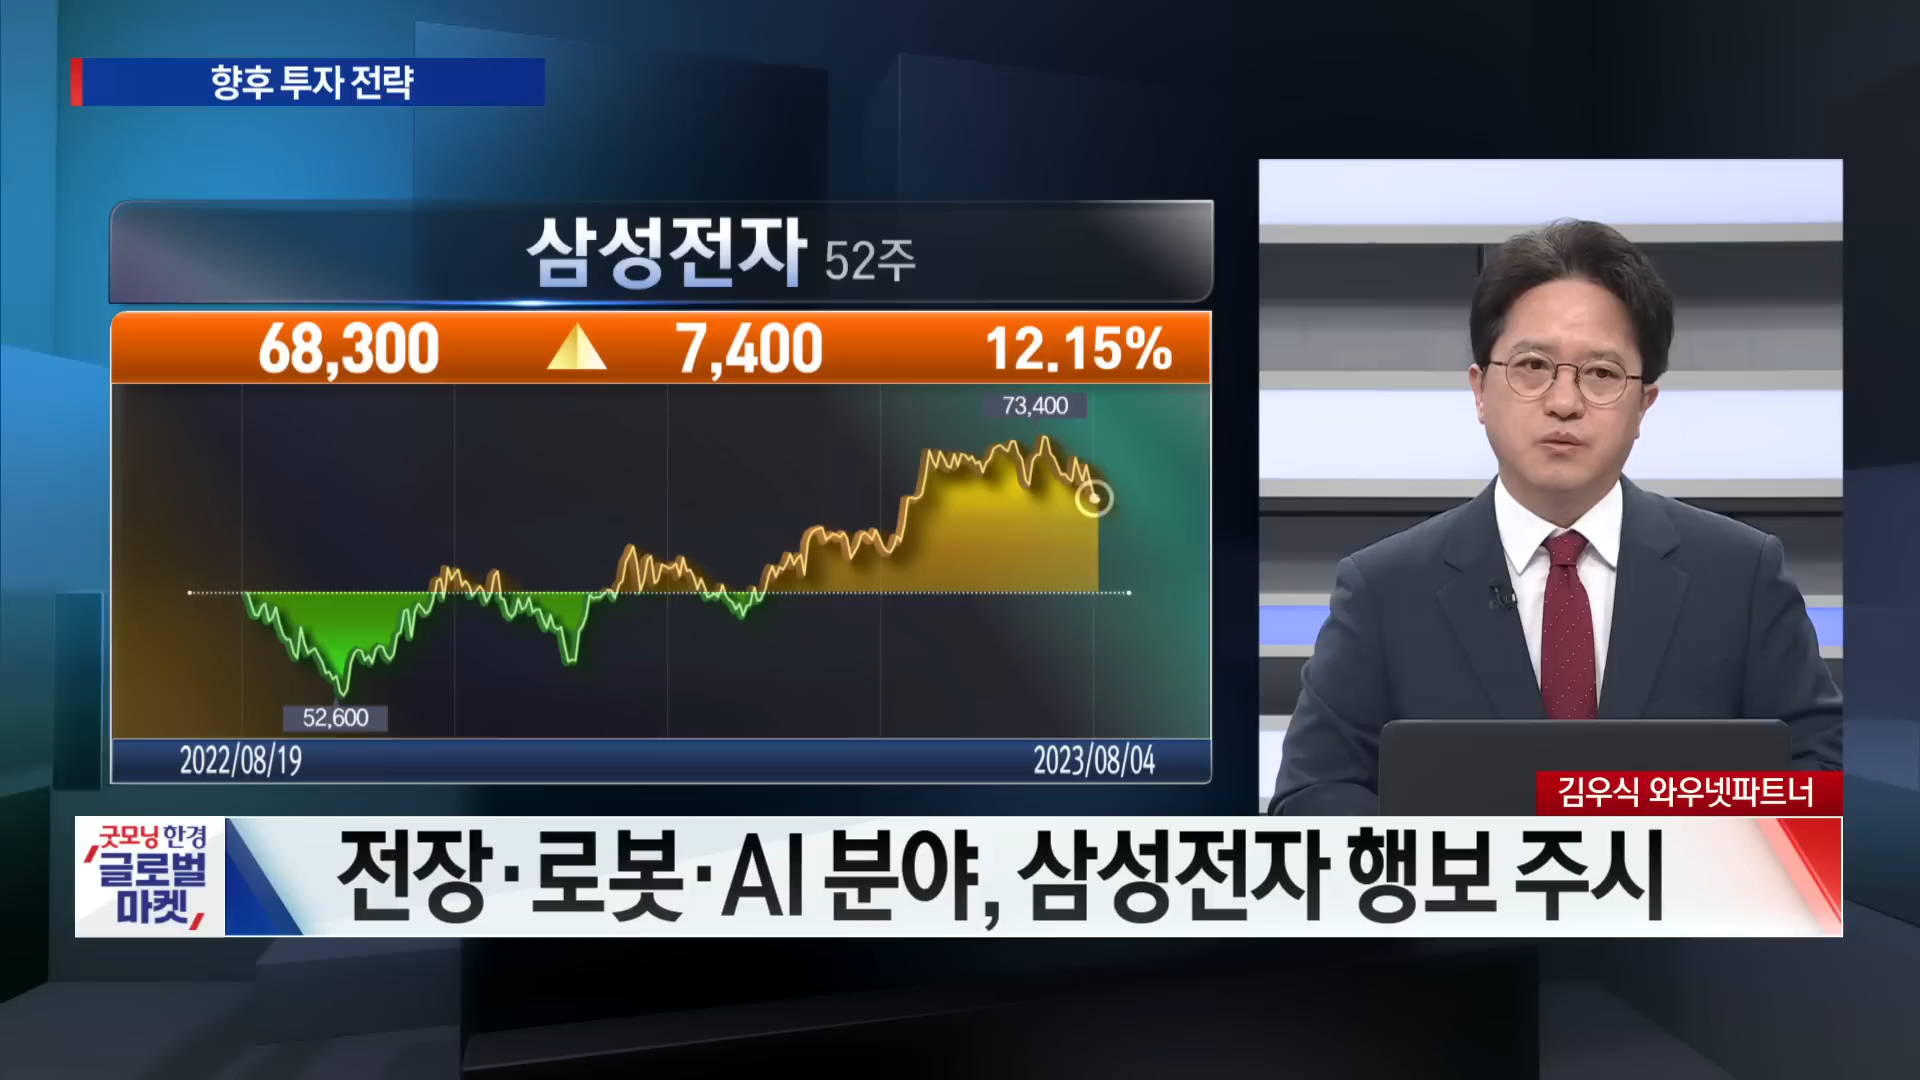 향후 투자 전략
삼성전자 52주
68,300 ▲ 7,400 12.15%
73,400
52,600
2022/08/19 2023/08/04
김우식 와우넷파트너
굿모닝 한경
글로벌
마켓
전장·로봇·AI 분야, 삼성전자 행보 주시